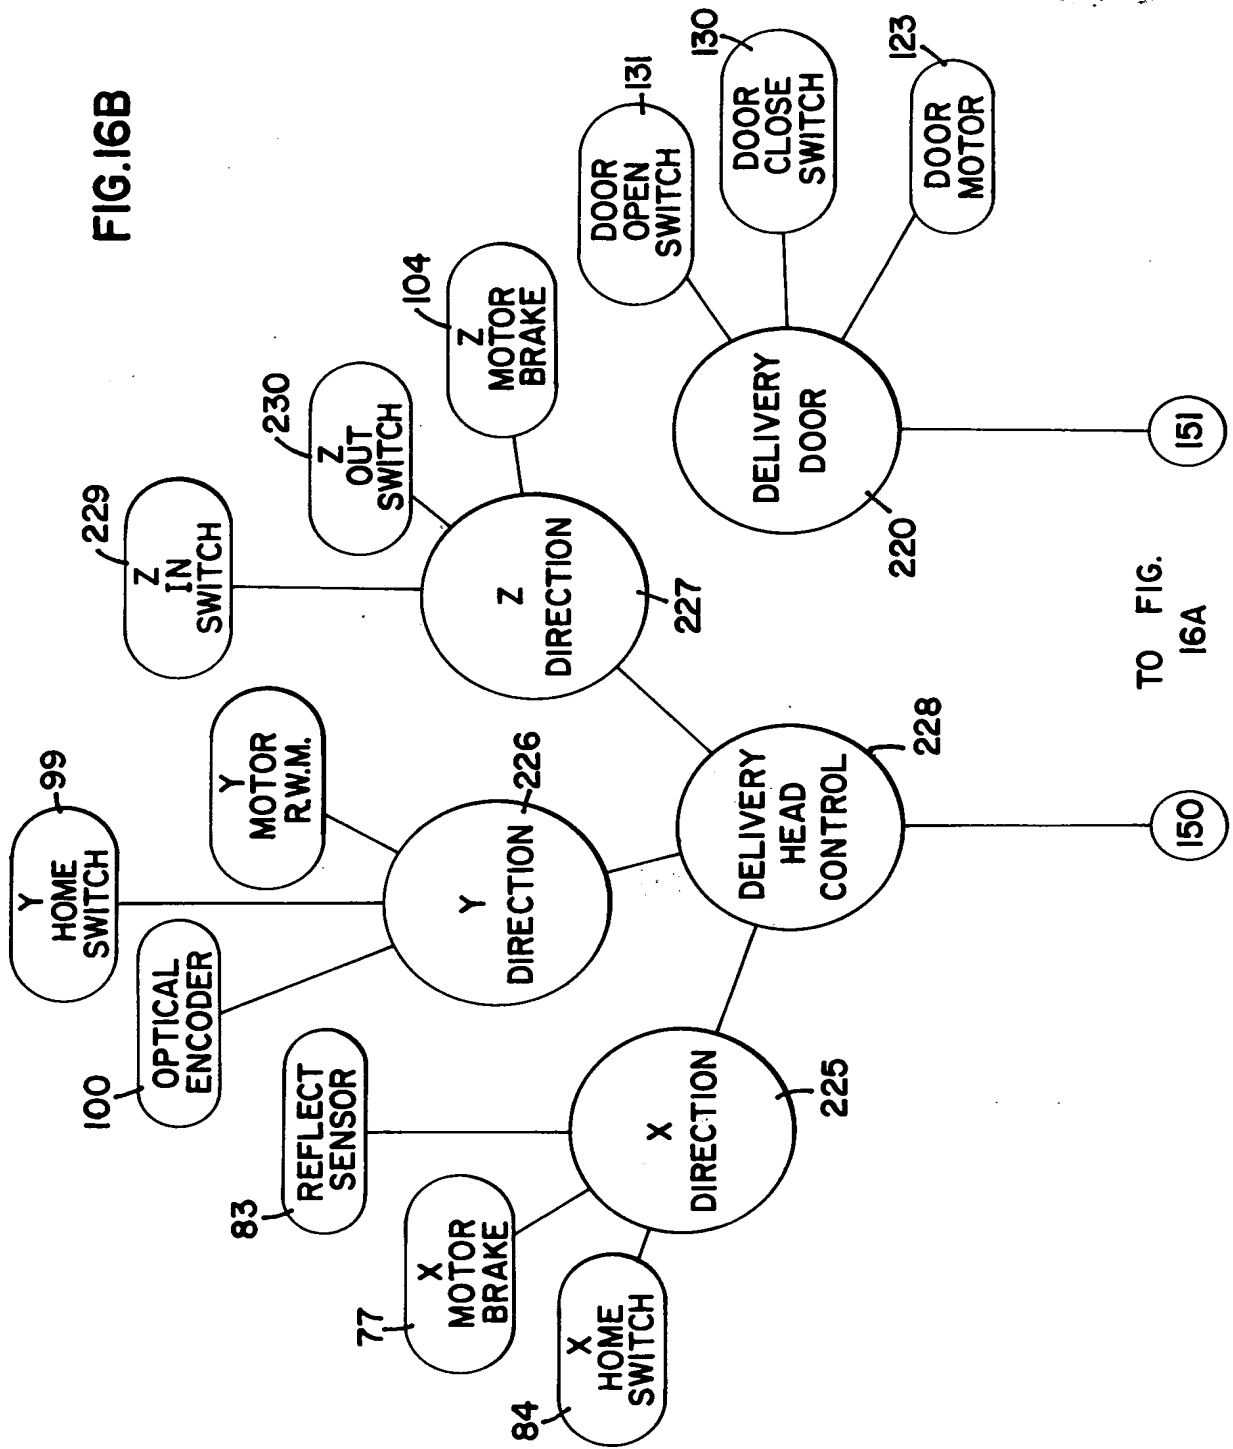 FIG.16B
99
Y
HOME
SWITCH
100
OPTICAL
ENCODER
Y
MOTOR
R.W.M.
229
Z
IN
SWITCH
230
Z
OUT
SWITCH
104
Z
MOTOR
BRAKE
83
REFLECT
SENSOR
77
X
MOTOR
BRAKE
84
X
HOME
SWITCH
X
DIRECTION
225
Y
DIRECTION
226
Z
DIRECTION
227
DELIVERY
HEAD
CONTROL
228
131
DOOR
OPEN
SWITCH
130
DOOR
CLOSE
SWITCH
123
DOOR
MOTOR
DELIVERY
DOOR
220
150
151
TO FIG.
16A